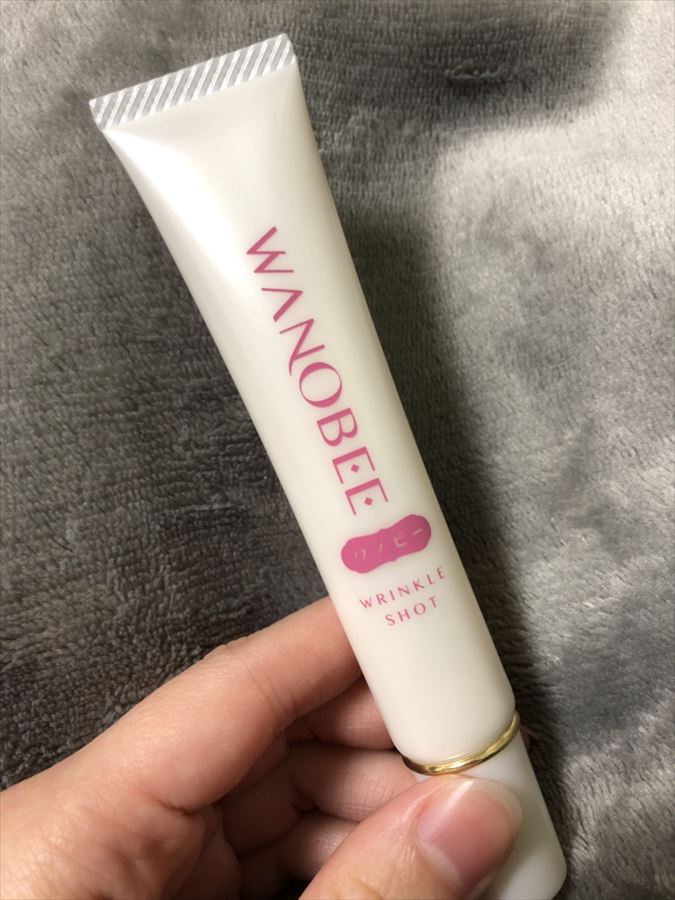 WANOBEE
ワノビー
WRINKLE
SHOT